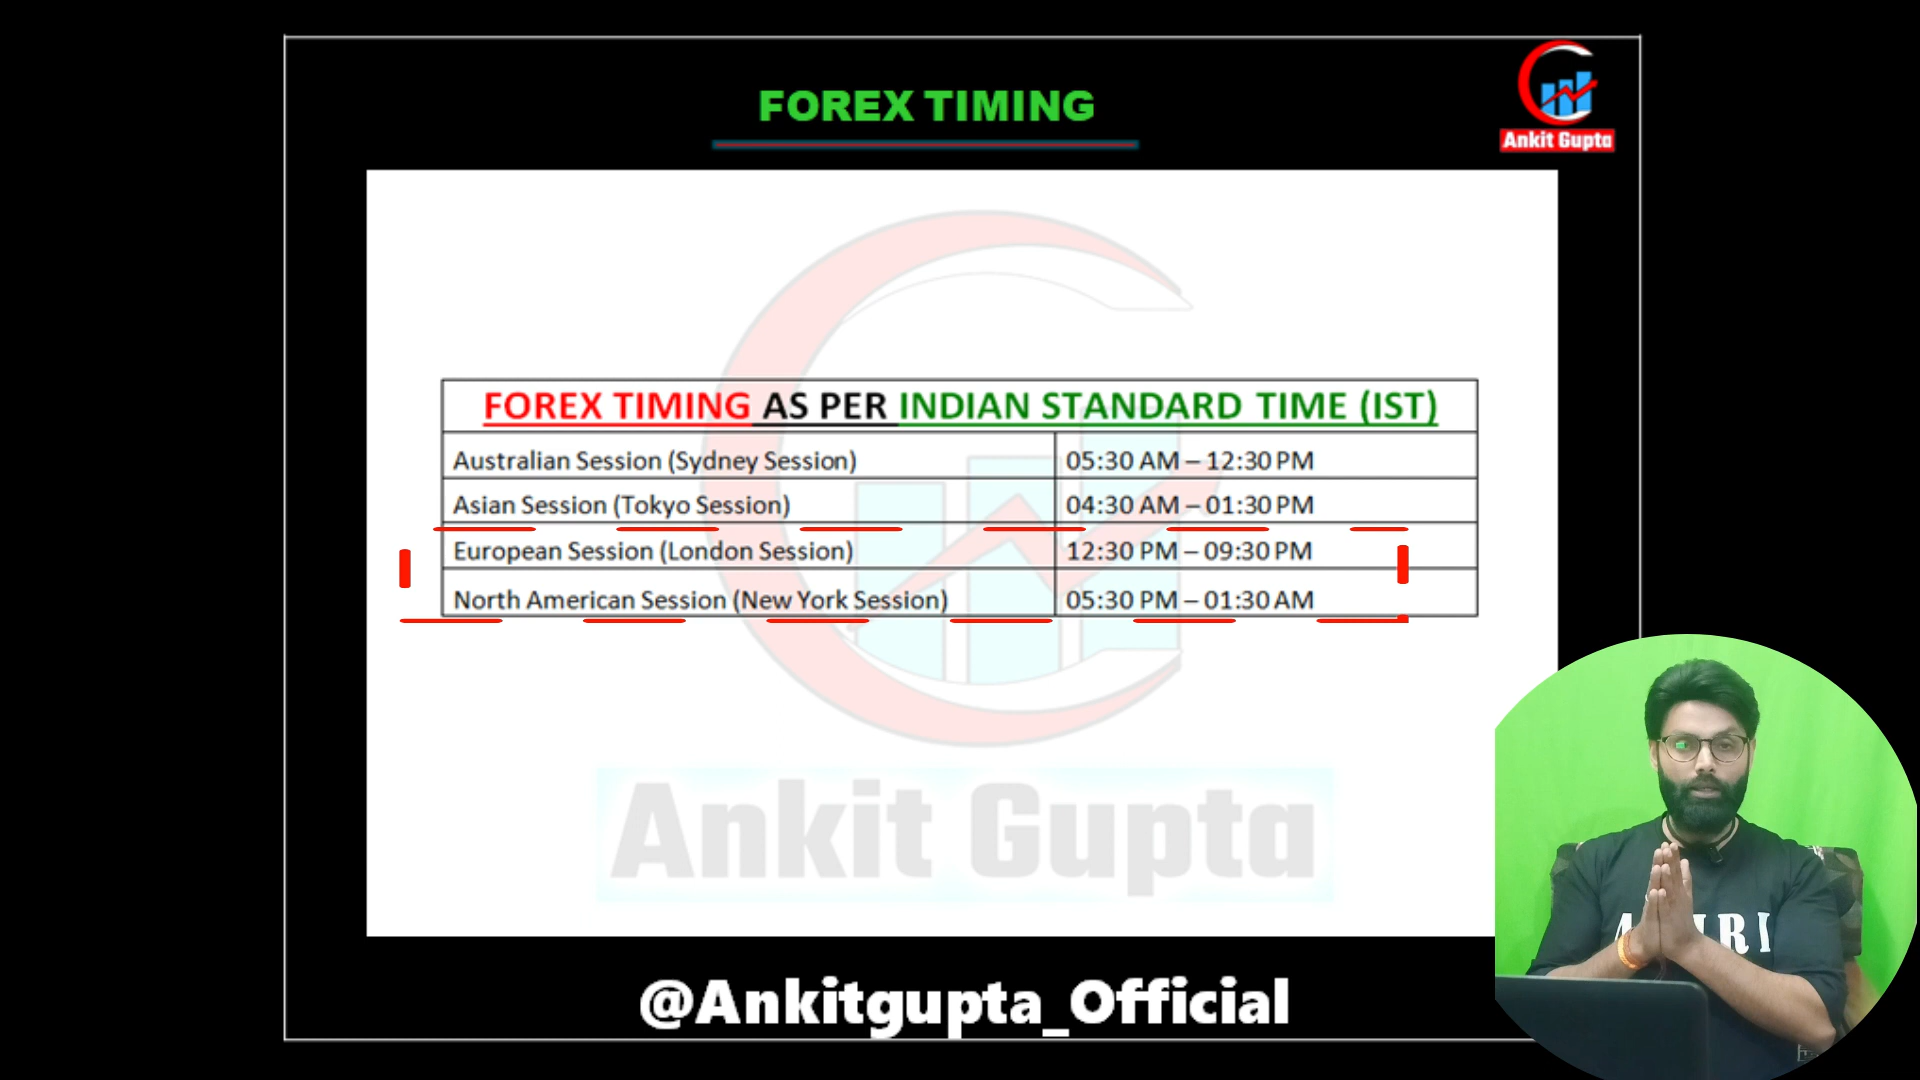 FOREX TIMING
Ankit Gupta
FOREX TIMING AS PER INDIAN STANDARD TIME (IST)
Australian Session (Sydney Session) 05:30 AM – 12:30 PM
Asian Session (Tokyo Session) 04:30 AM – 01:30 PM
European Session (London Session) 12:30 PM – 09:30 PM
North American Session (New York Session) 05:30 PM – 01:30 AM
Ankit Gupta
@Ankitgupta_Official